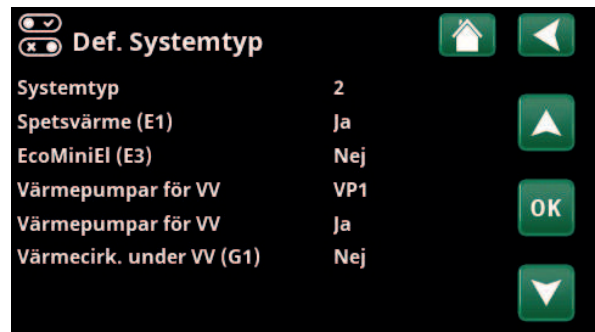 Def. Systemtyp
Systemtyp 2
Spetsvärme (E1) Ja
EcoMiniEl (E3) Nej
Värmepumpar för VV VP1
Värmepumpar för VV Ja
OK
Värmecirk. under VV (G1) Nej